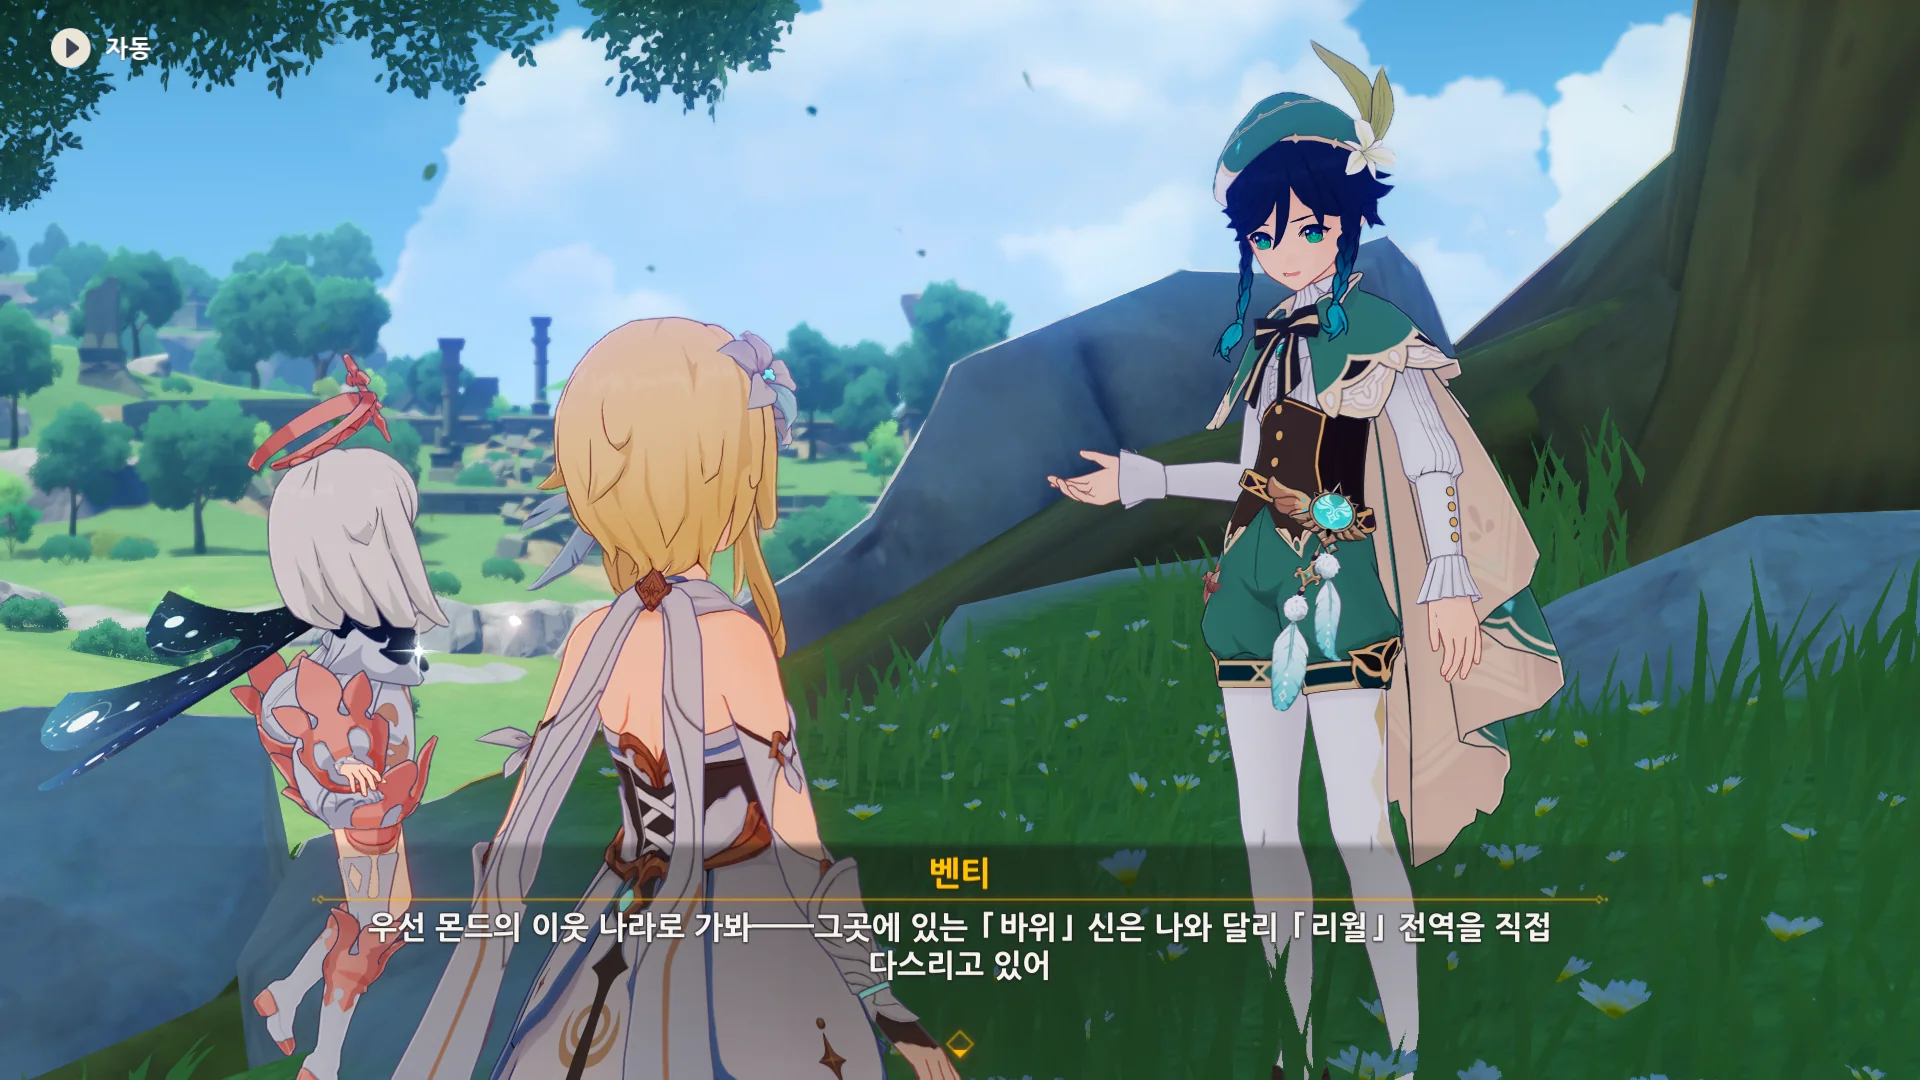 자동
벤티
우선 몬드의 이웃 나라로 가봐——그곳에 있는 「바위」 신은 나와 달리 「리월」 전역을 직접
다스리고 있어